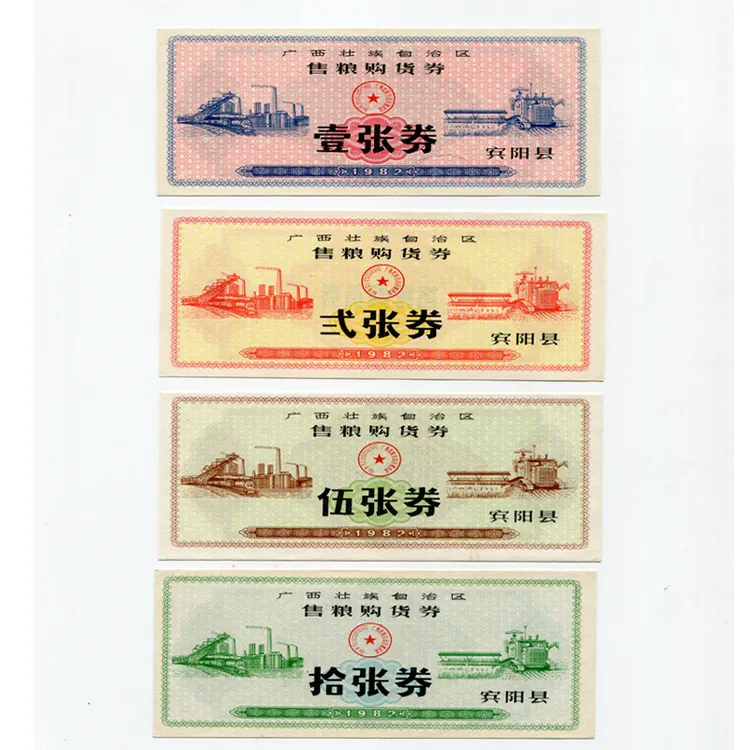 广西壮族自治区
售粮购货券
壹张券
宾阳县
1982
广西壮族自治区
售粮购货券
弍张券
宾阳县
1982
广西壮族自治区
售粮购货券
伍张券
宾阳县
1982
广西壮族自治区
售粮购货券
拾张券
宾阳县
1982